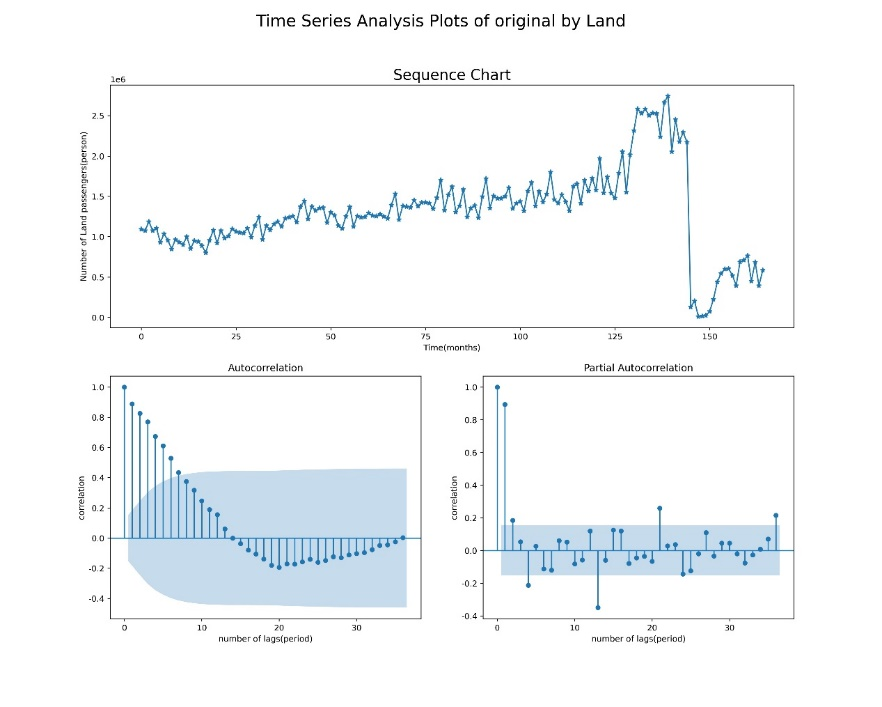 Time Series Analysis Plots of original by Land
Sequence Chart
1e6
2.5
2.0
1.5
1.0
0.5
0.0
Number of Land passengers(person)
0 25 50 75 100 125 150
Time(months)
Autocorrelation
1.0
0.8
0.6
0.4
0.2
0.0
-0.2
-0.4
correlation
0 10 20 30
number of lags(period)
Partial Autocorrelation
1.0
0.8
0.6
0.4
0.2
0.0
-0.2
-0.4
correlation
0 10 20 30
number of lags(period)